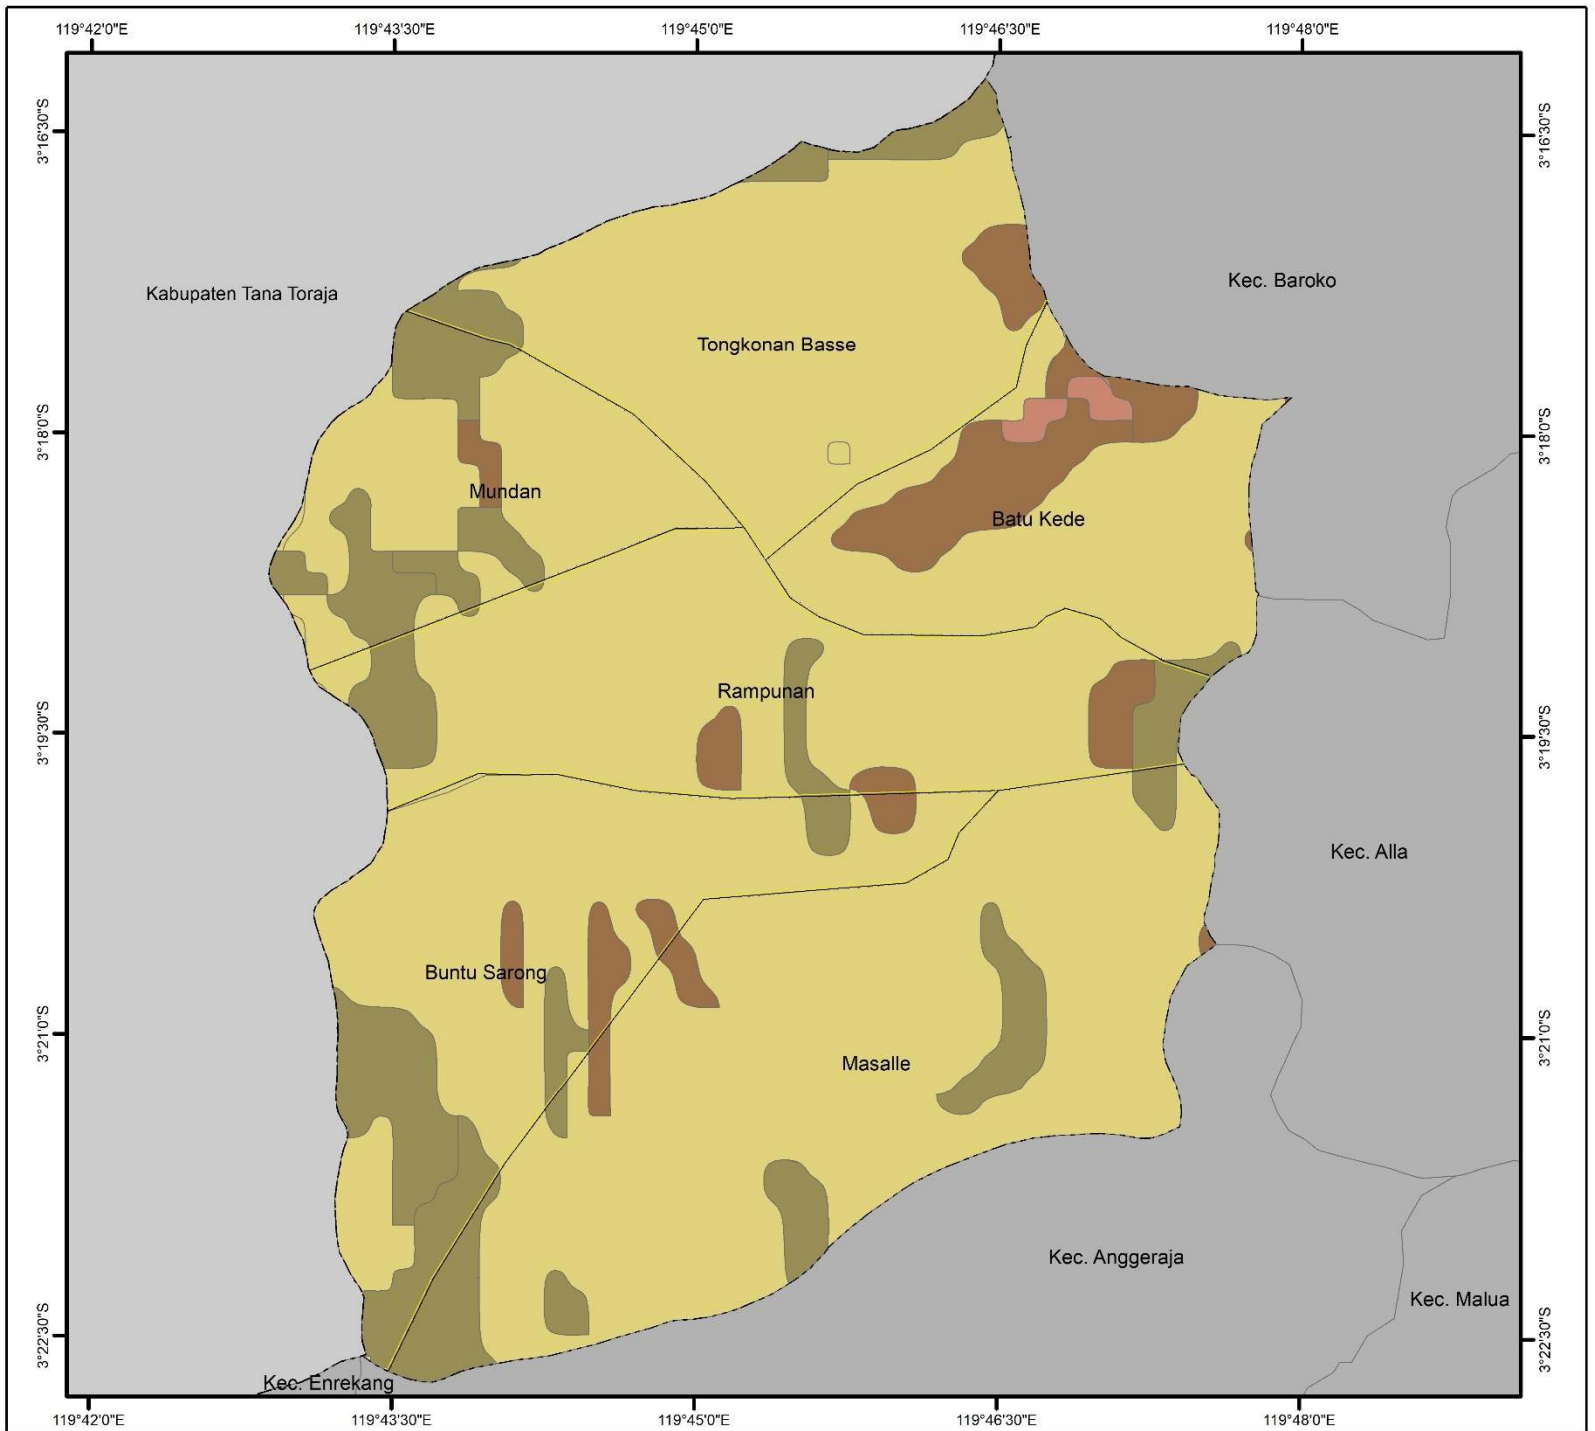 119°42'0"E
119°43'30"E
119°45'0"E
119°46'30"E
119°48'0"E
3°16'30"S
3°16'30"S
Kec. Baroko
Kabupaten Tana Toraja
Tongkonan Basse
3°18'0"S
3°18'0"S
Mundan
Batu Kede
Rampunan
3°19'30"S
3°19'30"S
Kec. Alla
Buntu Sarong
3°21'0"S
3°21'0"S
Masalle
Kec. Anggeraja
Kec. Malua
3°22'30"S
3°22'30"S
Kec. Enrekang
119°42'0"E
119°43'30"E
119°45'0"E
119°46'30"E
119°48'0"E